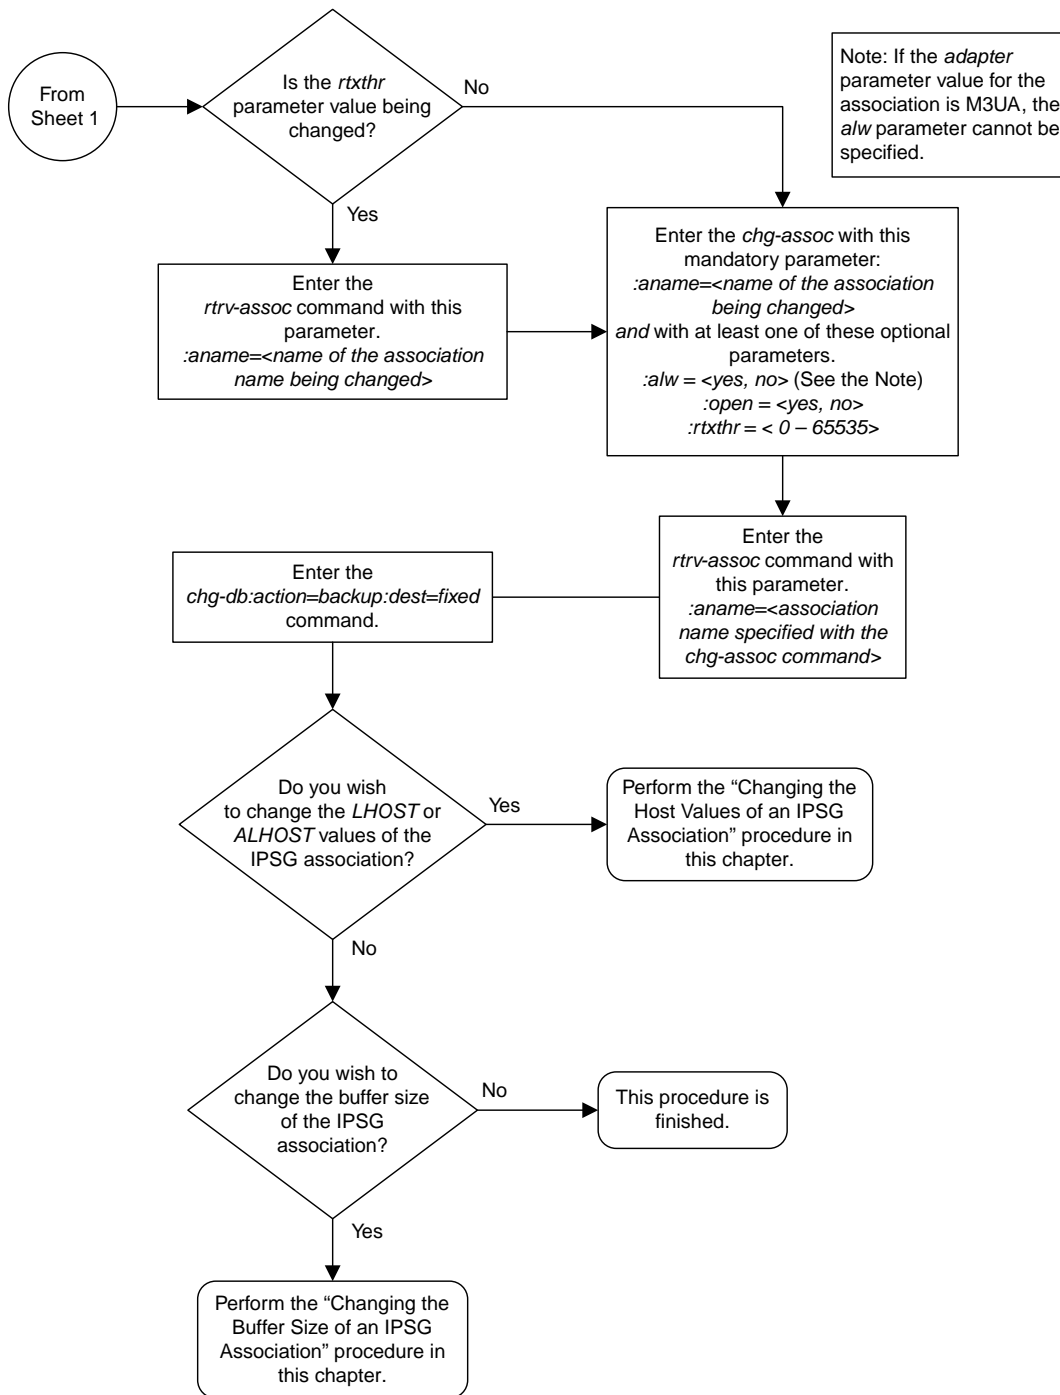 From
Sheet 1
Is the rtxthr
parameter value being
changed?
No
Yes
Note: If the adapter
parameter value for the
association is M3UA, the
alw parameter cannot be
specified.
Enter the
rtrv-assoc command with this
parameter.
:aname=<name of the association
name being changed>
Enter the chg-assoc with this
mandatory parameter:
:aname=<name of the association
being changed>
and with at least one of these optional
parameters.
:alw = <yes, no> (See the Note)
:open = <yes, no>
:rtxthr = < 0 – 65535>
Enter the
rtrv-assoc command with
this parameter.
:aname=<association
name specified with the
chg-assoc command>
Enter the
chg-db:action=backup:dest=fixed
command.
Do you wish
to change the LHOST or
ALHOST values of the
IPSG association?
Yes
No
Perform the “Changing the
Host Values of an IPSG
Association” procedure in
this chapter.
Do you wish to
change the buffer size
of the IPSG
association?
No
Yes
This procedure is
finished.
Perform the “Changing the
Buffer Size of an IPSG
Association” procedure in
this chapter.